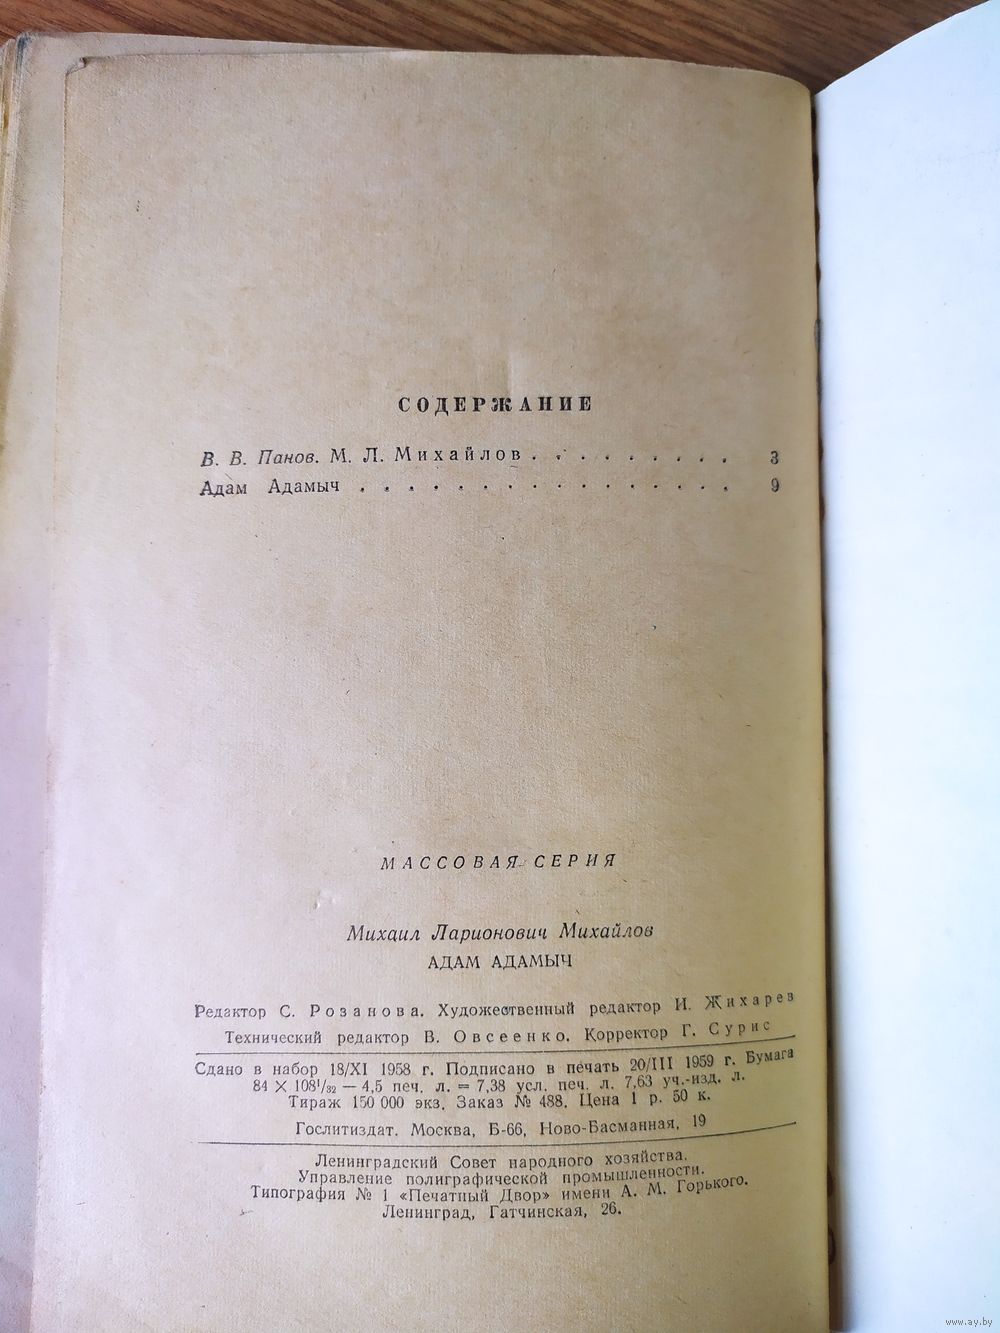 СОДЕРЖАНИЕ
В. В. Панов. М. Л. Михайлов . . . . . . . . . 3
Адам Адамыч . . . . . . . . . . . . . . . . 9
МАССОВАЯ СЕРИЯ
Михаил Ларионович Михайлов
АДАМ АДАМЫЧ
Редактор С. Розанова. Художественный редактор И. Жихарев
Технический редактор В. Овсеенко. Корректор Г. Сурис
Сдано в набор 18/XI 1958 г. Подписано в печать 20/III 1959 г. Бумага
84 × 108¹/₃₂ — 4,5 печ. л. = 7,38 усл. печ. л. 7,63 уч.-изд. л.
Тираж 150 000 экз. Заказ № 488. Цена 1 р. 50 к.
Гослитиздат. Москва, Б-66, Ново-Басманная, 19
Ленинградский Совет народного хозяйства.
Управление полиграфической промышленности.
Типография № 1 «Печатный Двор» имени А. М. Горького.
Ленинград, Гатчинская, 26.
www.ay.by